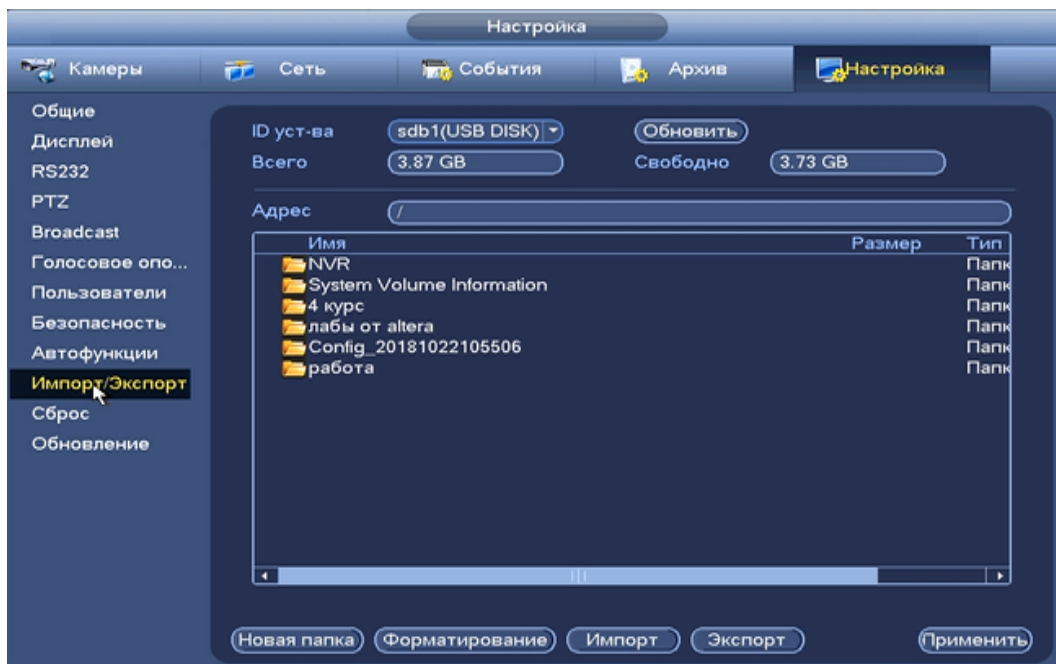 Настройка
Камеры Сеть События Архив Настройка
Общие
Дисплей
RS232
PTZ
Broadcast
Голосовое опо...
Пользователи
Безопасность
Автофункции
Импорт/Экспорт
Сброс
Обновление
ID уст-ва sdb1(USB DISK) Обновить
Всего 3.87 GB Свободно 3.73 GB
Адрес /
Имя Размер Тип
NVR Папк
System Volume Information Папк
4 курс Папк
лабы от altera Папк
Config_20181022105506 Папк
работа Папк
Новая папка Форматирование Импорт Экспорт Применить